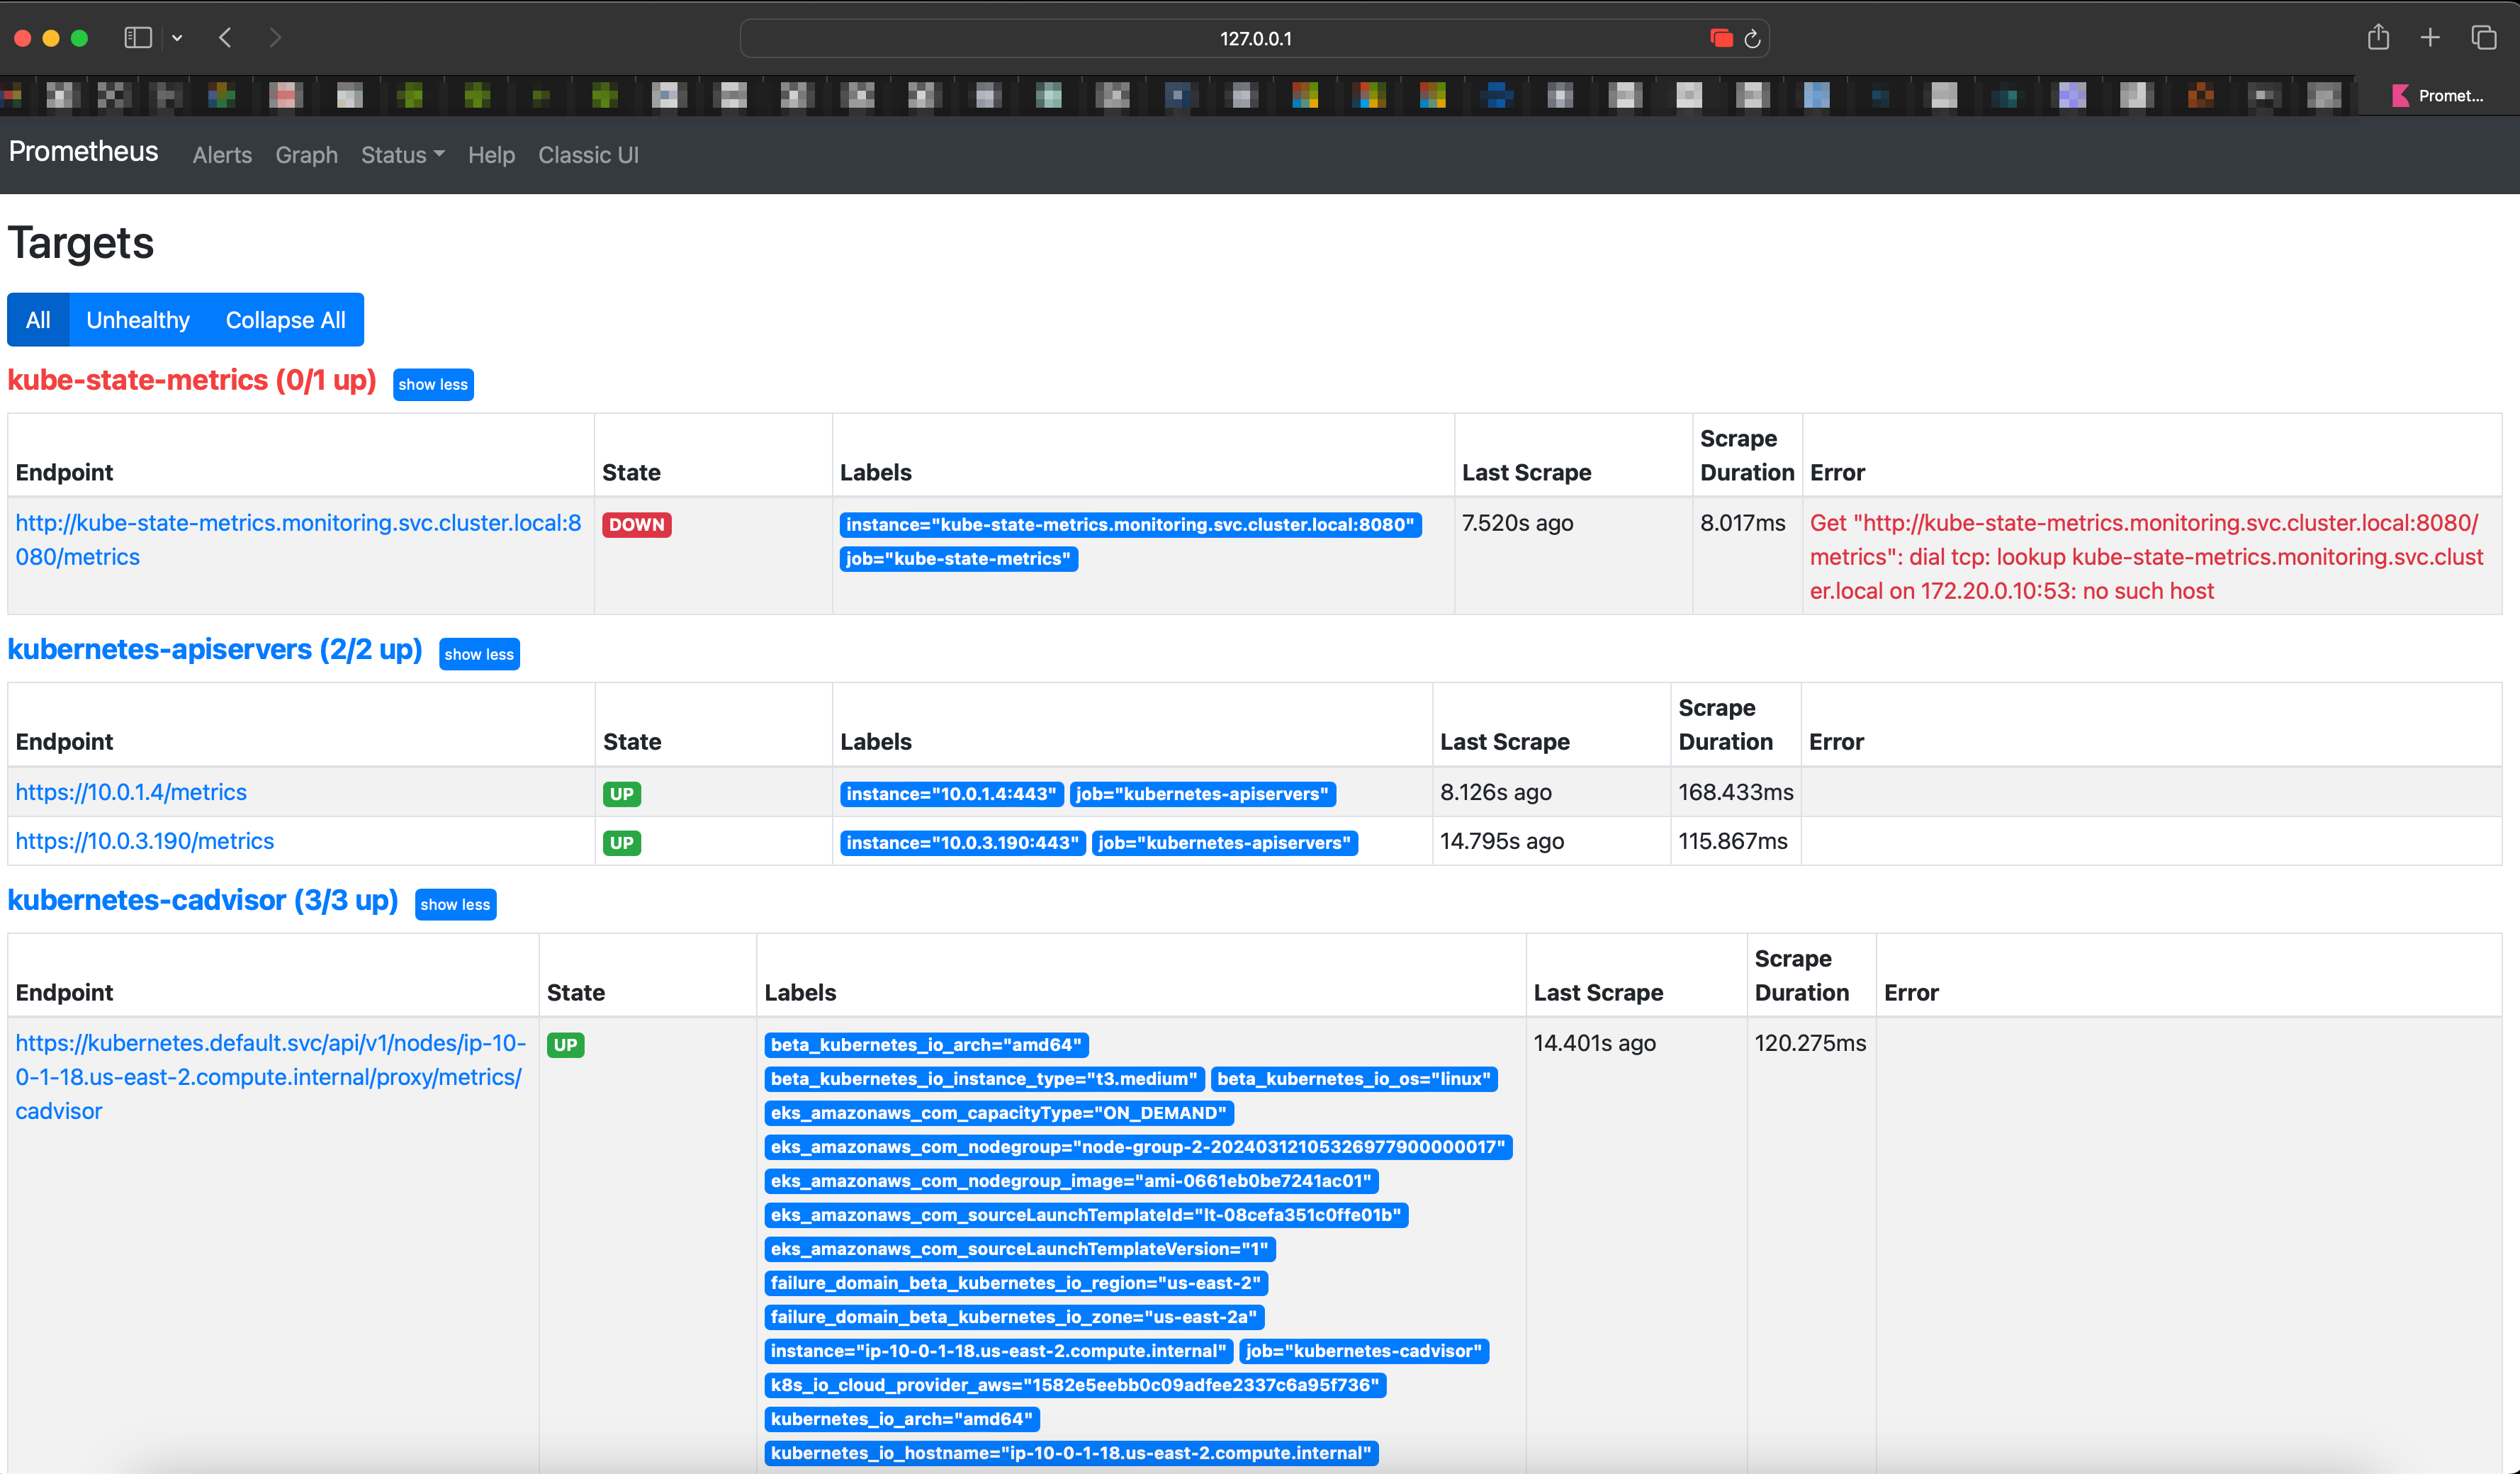 127.0.0.1
Promet...
Prometheus Alerts Graph Status Help Classic UI
Targets
All Unhealthy Collapse All
kube-state-metrics (0/1 up) show less
Endpoint State Labels Last Scrape Scrape Duration Error
http://kube-state-metrics.monitoring.svc.cluster.local:8
080/metrics
DOWN
instance="kube-state-metrics.monitoring.svc.cluster.local:8080"
job="kube-state-metrics"
7.520s ago
8.017ms
Get "http://kube-state-metrics.monitoring.svc.cluster.local:8080/
metrics": dial tcp: lookup kube-state-metrics.monitoring.svc.clust
er.local on 172.20.0.10:53: no such host
kubernetes-apiservers (2/2 up) show less
Endpoint State Labels Last Scrape Scrape Duration Error
https://10.0.1.4/metrics UP instance="10.0.1.4:443" job="kubernetes-apiservers" 8.126s ago 168.433ms
https://10.0.3.190/metrics UP instance="10.0.3.190:443" job="kubernetes-apiservers" 14.795s ago 115.867ms
kubernetes-cadvisor (3/3 up) show less
Endpoint State Labels Last Scrape Scrape Duration Error
https://kubernetes.default.svc/api/v1/nodes/ip-10-
0-1-18.us-east-2.compute.internal/proxy/metrics/
cadvisor
UP
beta_kubernetes_io_arch="amd64"
beta_kubernetes_io_instance_type="t3.medium" beta_kubernetes_io_os="linux"
eks_amazonaws_com_capacityType="ON_DEMAND"
eks_amazonaws_com_nodegroup="node-group-2-20240312105326977900000017"
eks_amazonaws_com_nodegroup_image="ami-0661eb0be7241ac01"
eks_amazonaws_com_sourceLaunchTemplateId="lt-08cefa351c0ffe01b"
eks_amazonaws_com_sourceLaunchTemplateVersion="1"
failure_domain_beta_kubernetes_io_region="us-east-2"
failure_domain_beta_kubernetes_io_zone="us-east-2a"
instance="ip-10-0-1-18.us-east-2.compute.internal" job="kubernetes-cadvisor"
k8s_io_cloud_provider_aws="1582e5eebb0c09adfee2337c6a95f736"
kubernetes_io_arch="amd64"
kubernetes_io_hostname="ip-10-0-1-18.us-east-2.compute.internal"
14.401s ago
120.275ms